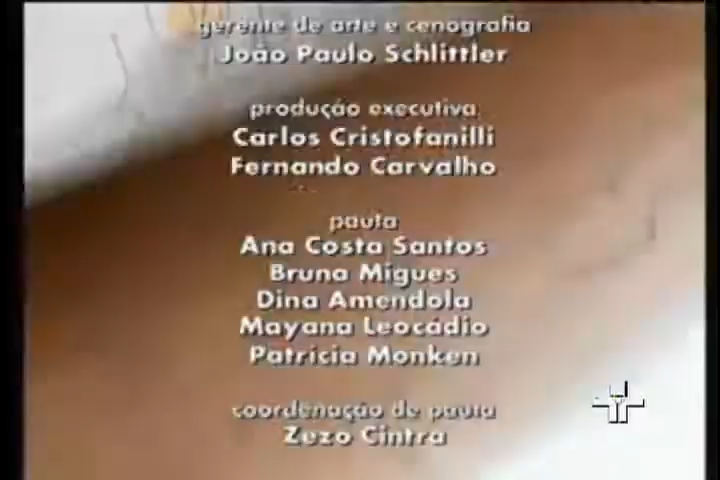 gerente de arte e cenografia
João Paulo Schlittler
produção executiva
Carlos Cristofanilli
Fernando Carvalho
pauta
Ana Costa Santos
Bruna Migues
Dina Amendola
Mayana Leocádio
Patricia Monken
coordenação de pauta
Zezo Cintra